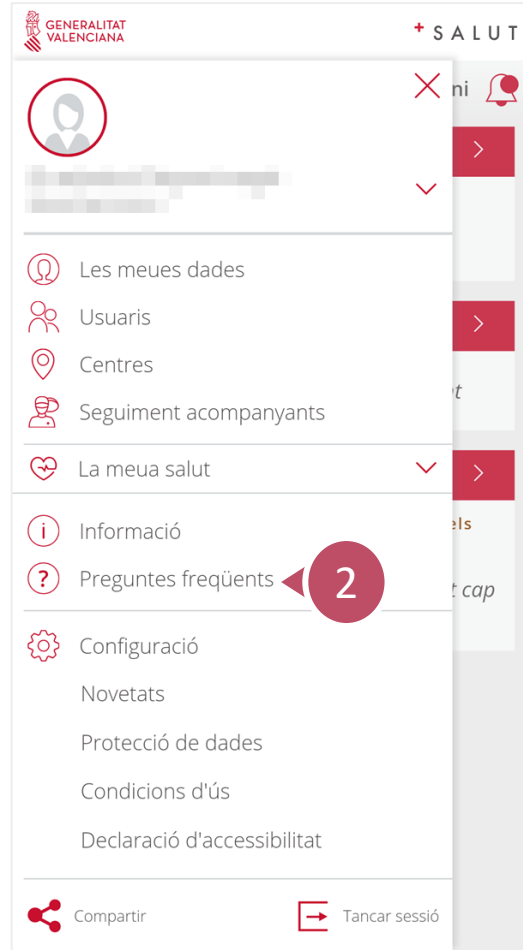 GENERALITAT
VALENCIANA
+ SALUT
ni
Les meues dades
Usuaris
Centres
Seguiment acompanyants
La meua salut
Informació
els
Preguntes freqüents
2
cap
Configuració
Novetats
Protecció de dades
Condicions d'ús
Declaració d'accessibilitat
Compartir
Tancar sessió